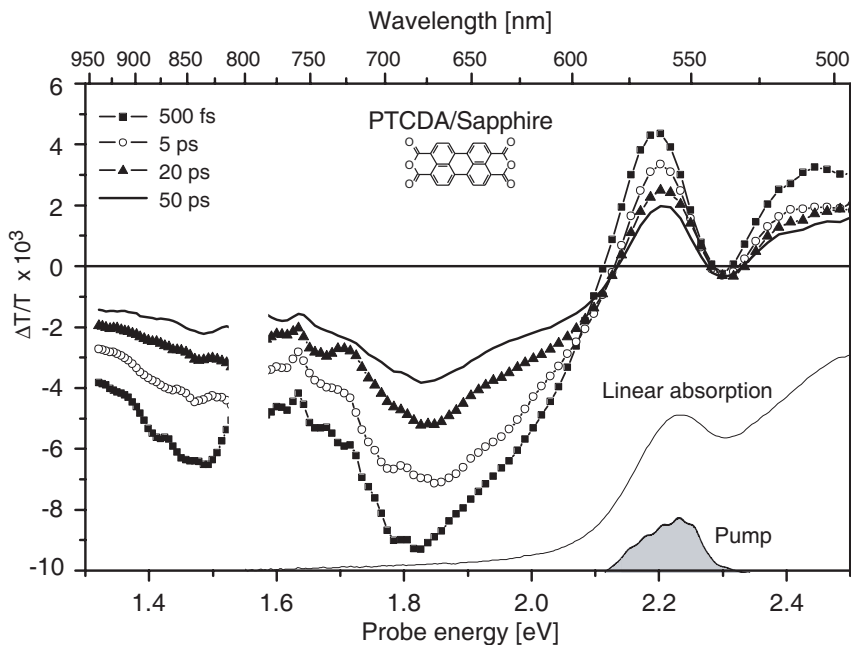 Wavelength [nm]
950 900 850 800 750 700 650 600 550 500
6
4
2
0
-2
-4
-6
-8
-10
ΔT/T x 10³
500 fs
5 ps
20 ps
50 ps
PTCDA/Sapphire
O O
O O
O O
Linear absorption
Pump
1.4 1.6 1.8 2.0 2.2 2.4
Probe energy [eV]